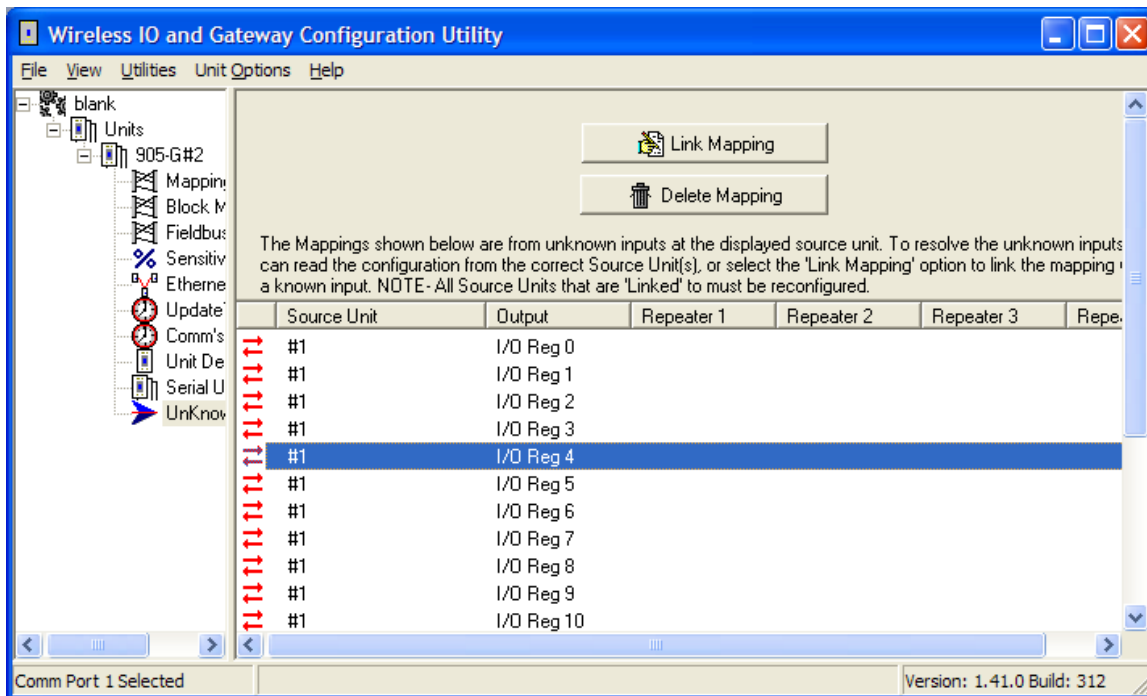 Wireless IO and Gateway Configuration Utility
File View Utilities Unit Options Help
blank
Units
905-G#2
Mapping
Block M
Fieldbus
Sensitiv
Etherne
Update
Comm's
Unit De
Serial U
UnKnow
Link Mapping
Delete Mapping
The Mappings shown below are from unknown inputs at the displayed source unit. To resolve the unknown inputs
can read the configuration from the correct Source Unit(s), or select the 'Link Mapping' option to link the mapping
a known input. NOTE- All Source Units that are 'Linked' to must be reconfigured.
Source Unit Output Repeater 1 Repeater 2 Repeater 3 Repe
#1 I/O Reg 0
#1 I/O Reg 1
#1 I/O Reg 2
#1 I/O Reg 3
#1 I/O Reg 4
#1 I/O Reg 5
#1 I/O Reg 6
#1 I/O Reg 7
#1 I/O Reg 8
#1 I/O Reg 9
#1 I/O Reg 10
Comm Port 1 Selected Version: 1.41.0 Build: 312